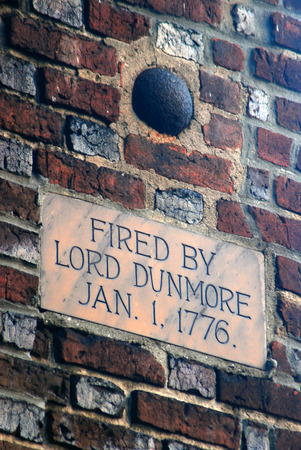 FIRED BY
LORD DUNMORE
JAN. 1, 1776.